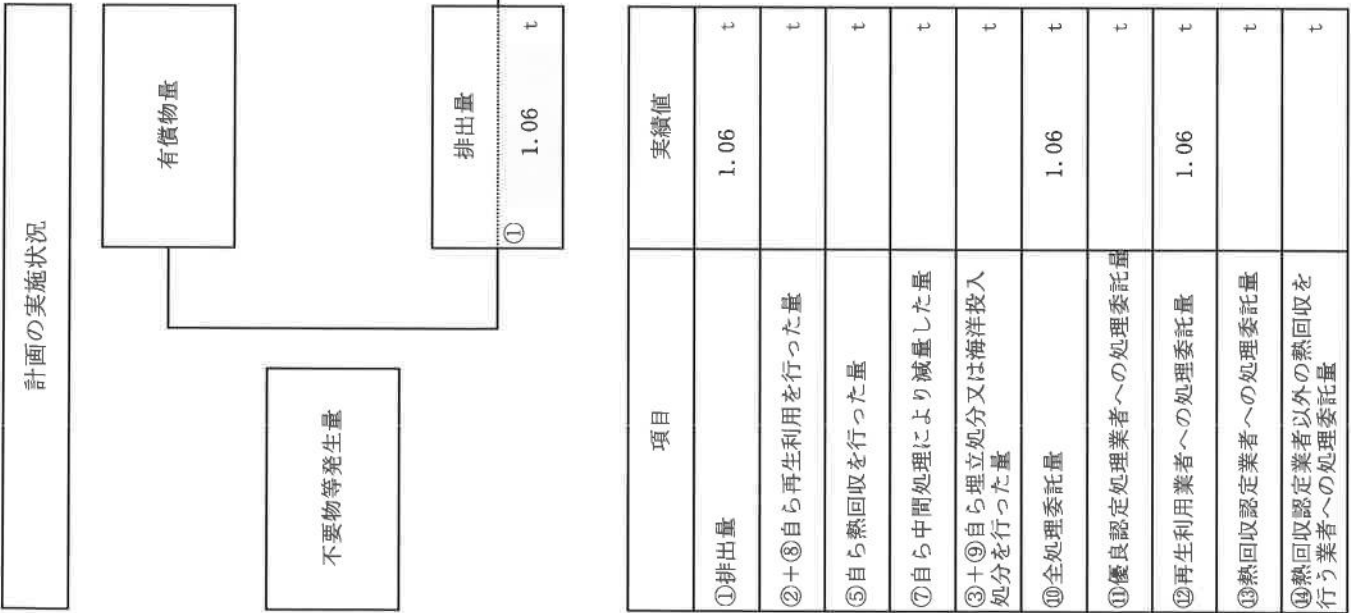 計画の実施状況
不要物等発生量
有償物量
排出量
① 1.06 t
項目 実績値
①排出量 1.06 t
②+⑧自ら再生利用を行った量 t
⑤自ら熱回収を行った量 t
⑦自ら中間処理により減量した量 t
③+⑨自ら埋立処分又は海洋投入
処分を行った量 t
⑩全処理委託量 1.06 t
⑪優良認定処理業者への処理委託量 t
⑫再生利用業者への処理委託量 1.06 t
⑬熱回収認定業者への処理委託量 t
⑭熱回収認定業者以外の熱回収を
行う業者への処理委託量 t